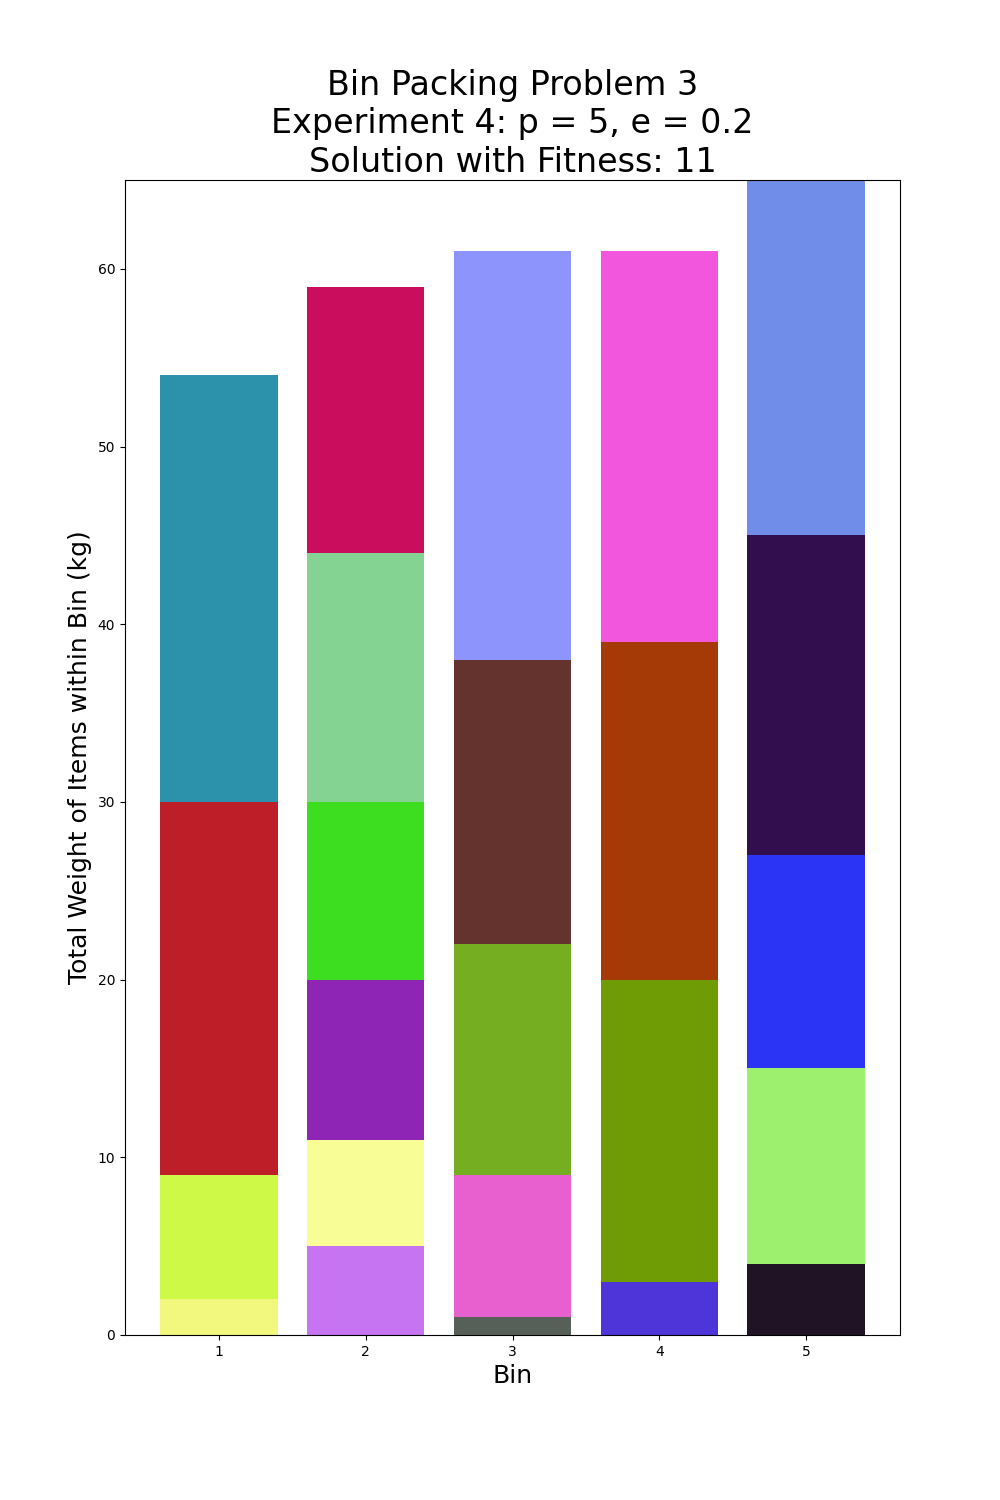 Bin Packing Problem 3
Experiment 4: p = 5, e = 0.2
Solution with Fitness: 11
60
50
40
30
20
10
0
Total Weight of Items within Bin (kg)
1 2 3 4 5
Bin